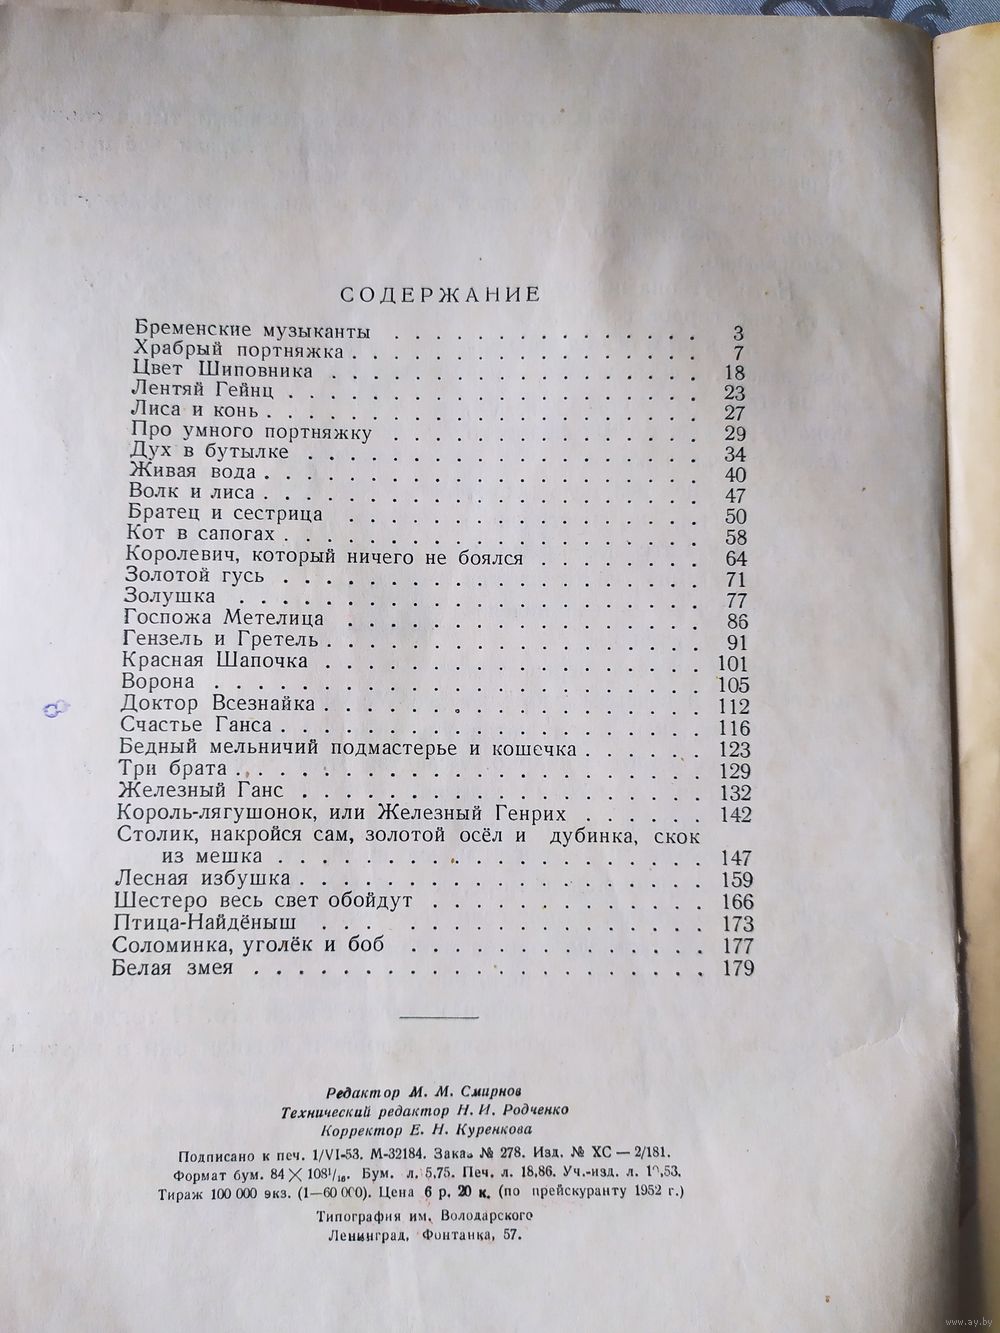 СОДЕРЖАНИЕ
Бременские музыканты . . . . . . . . . . . . 3
Храбрый портняжка . . . . . . . . . . . . . . 7
Цвет Шиповника . . . . . . . . . . . . . . . 18
Лентяй Гейнц . . . . . . . . . . . . . . . . 23
Лиса и конь . . . . . . . . . . . . . . . . . 27
Про умного портняжку . . . . . . . . . . . . 29
Дух в бутылке . . . . . . . . . . . . . . . . 34
Живая вода . . . . . . . . . . . . . . . . . 40
Волк и лиса . . . . . . . . . . . . . . . . . 47
Братец и сестрица . . . . . . . . . . . . . . 50
Кот в сапогах . . . . . . . . . . . . . . . . 58
Королевич, который ничего не боялся . . . . . . 64
Золотой гусь . . . . . . . . . . . . . . . . 71
Золушка . . . . . . . . . . . . . . . . . . 77
Госпожа Метелица . . . . . . . . . . . . . . 86
Гензель и Гретель . . . . . . . . . . . . . . 91
Красная Шапочка . . . . . . . . . . . . . . . 101
Ворона . . . . . . . . . . . . . . . . . . . 105
Доктор Всезнайка . . . . . . . . . . . . . . 112
Счастье Ганса . . . . . . . . . . . . . . . . 116
Бедный мельничий подмастерье и кошечка . . . . . 123
Три брата . . . . . . . . . . . . . . . . . . 129
Железный Ганс . . . . . . . . . . . . . . . . 132
Король-лягушонок, или Железный Генрих . . . . . . 142
Столик, накройся сам, золотой осёл и дубинка, скок
из мешка . . . . . . . . . . . . . . . . . . 147
Лесная избушка . . . . . . . . . . . . . . . 159
Шестеро весь свет обойдут . . . . . . . . . . . 166
Птица-Найдёныш . . . . . . . . . . . . . . . 173
Соломинка, уголёк и боб . . . . . . . . . . . . 177
Белая змея . . . . . . . . . . . . . . . . . 179
Редактор М. М. Смирнов
Технический редактор Н. И. Родченко
Корректор Е. Н. Куренкова
Подписано к печ. 1/VI-53. М-32184. Заказ № 278. Изд. № ХС — 2/181.
Формат бум. 84 × 108¹/₁₆. Бум. л. 5,75. Печ. л. 18,86. Уч.-изд. л.
Тираж 100 000 экз. (1—60 000). Цена 6 р. 20 к. (по прейскуранту 1952 г.)
Типография им. Володарского
Ленинград, Фонтанка, 57.
www.ay.by